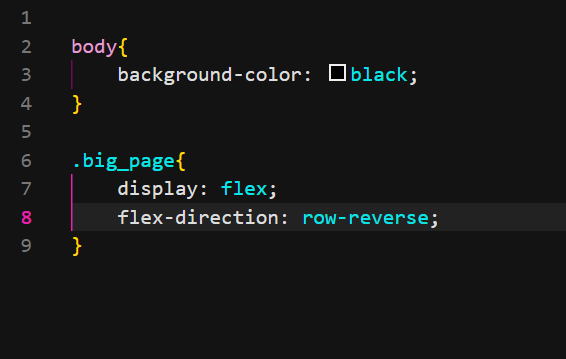 1
2 body{
3     background-color: black;
4 }
5
6 .big_page{
7     display: flex;
8     flex-direction: row-reverse;
9 }